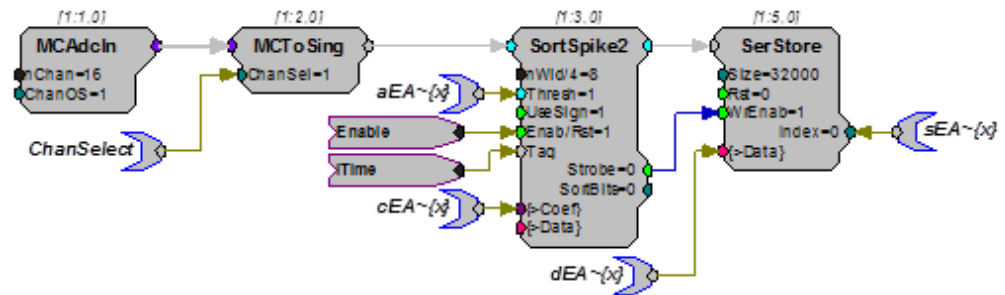 [1:1,0]
[1:2,0]
[1:3,0]
[1:5,0]
MCAdcIn
nChan=16
ChanOS=1
MCToSing
ChanSel=1
SortSpike2
nWid/4=8
Thresh=1
UseSign=1
Enab/Rst=1
Taq
Strobe=0
SortBits=0
{>Coef}
{>Data}
SerStore
Size=32000
Rst=0
WrEnab=1
Index=0
{>Data}
aEA~{x}
Enable
iTime
cEA~{x}
ChanSelect
sEA~{x}
dEA~{x}